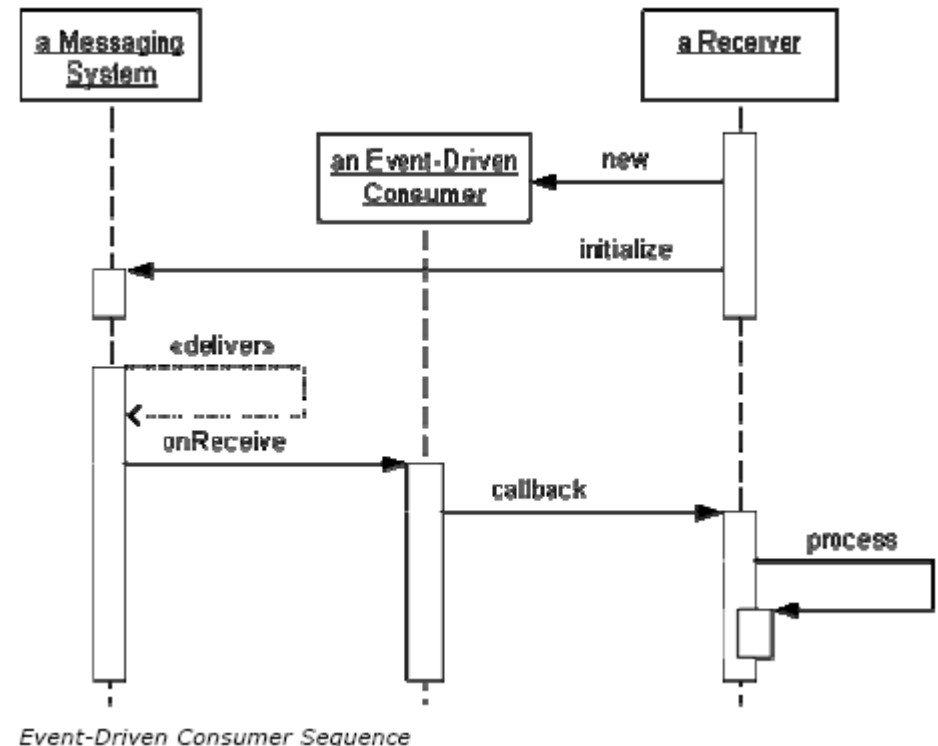 a Messaging
System
a Receiver
an Event-Driven
Consumer
new
initialize
«deliver»
onReceive
callback
process
Event-Driven Consumer Sequence